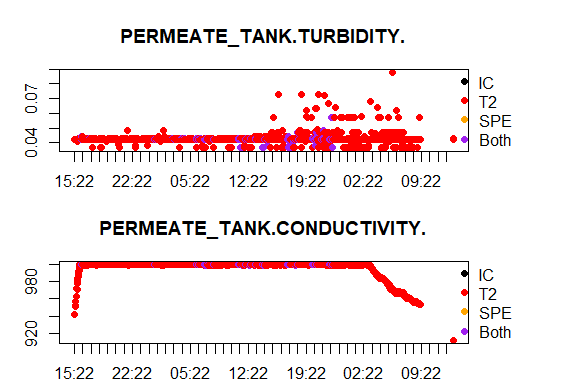 PERMEATE_TANK.TURBIDITY.
0.07
0.04
IC
T2
SPE
Both
15:22 22:22 05:22 12:22 19:22 02:22 09:22
PERMEATE_TANK.CONDUCTIVITY.
980
920
IC
T2
SPE
Both
15:22 22:22 05:22 12:22 19:22 02:22 09:22